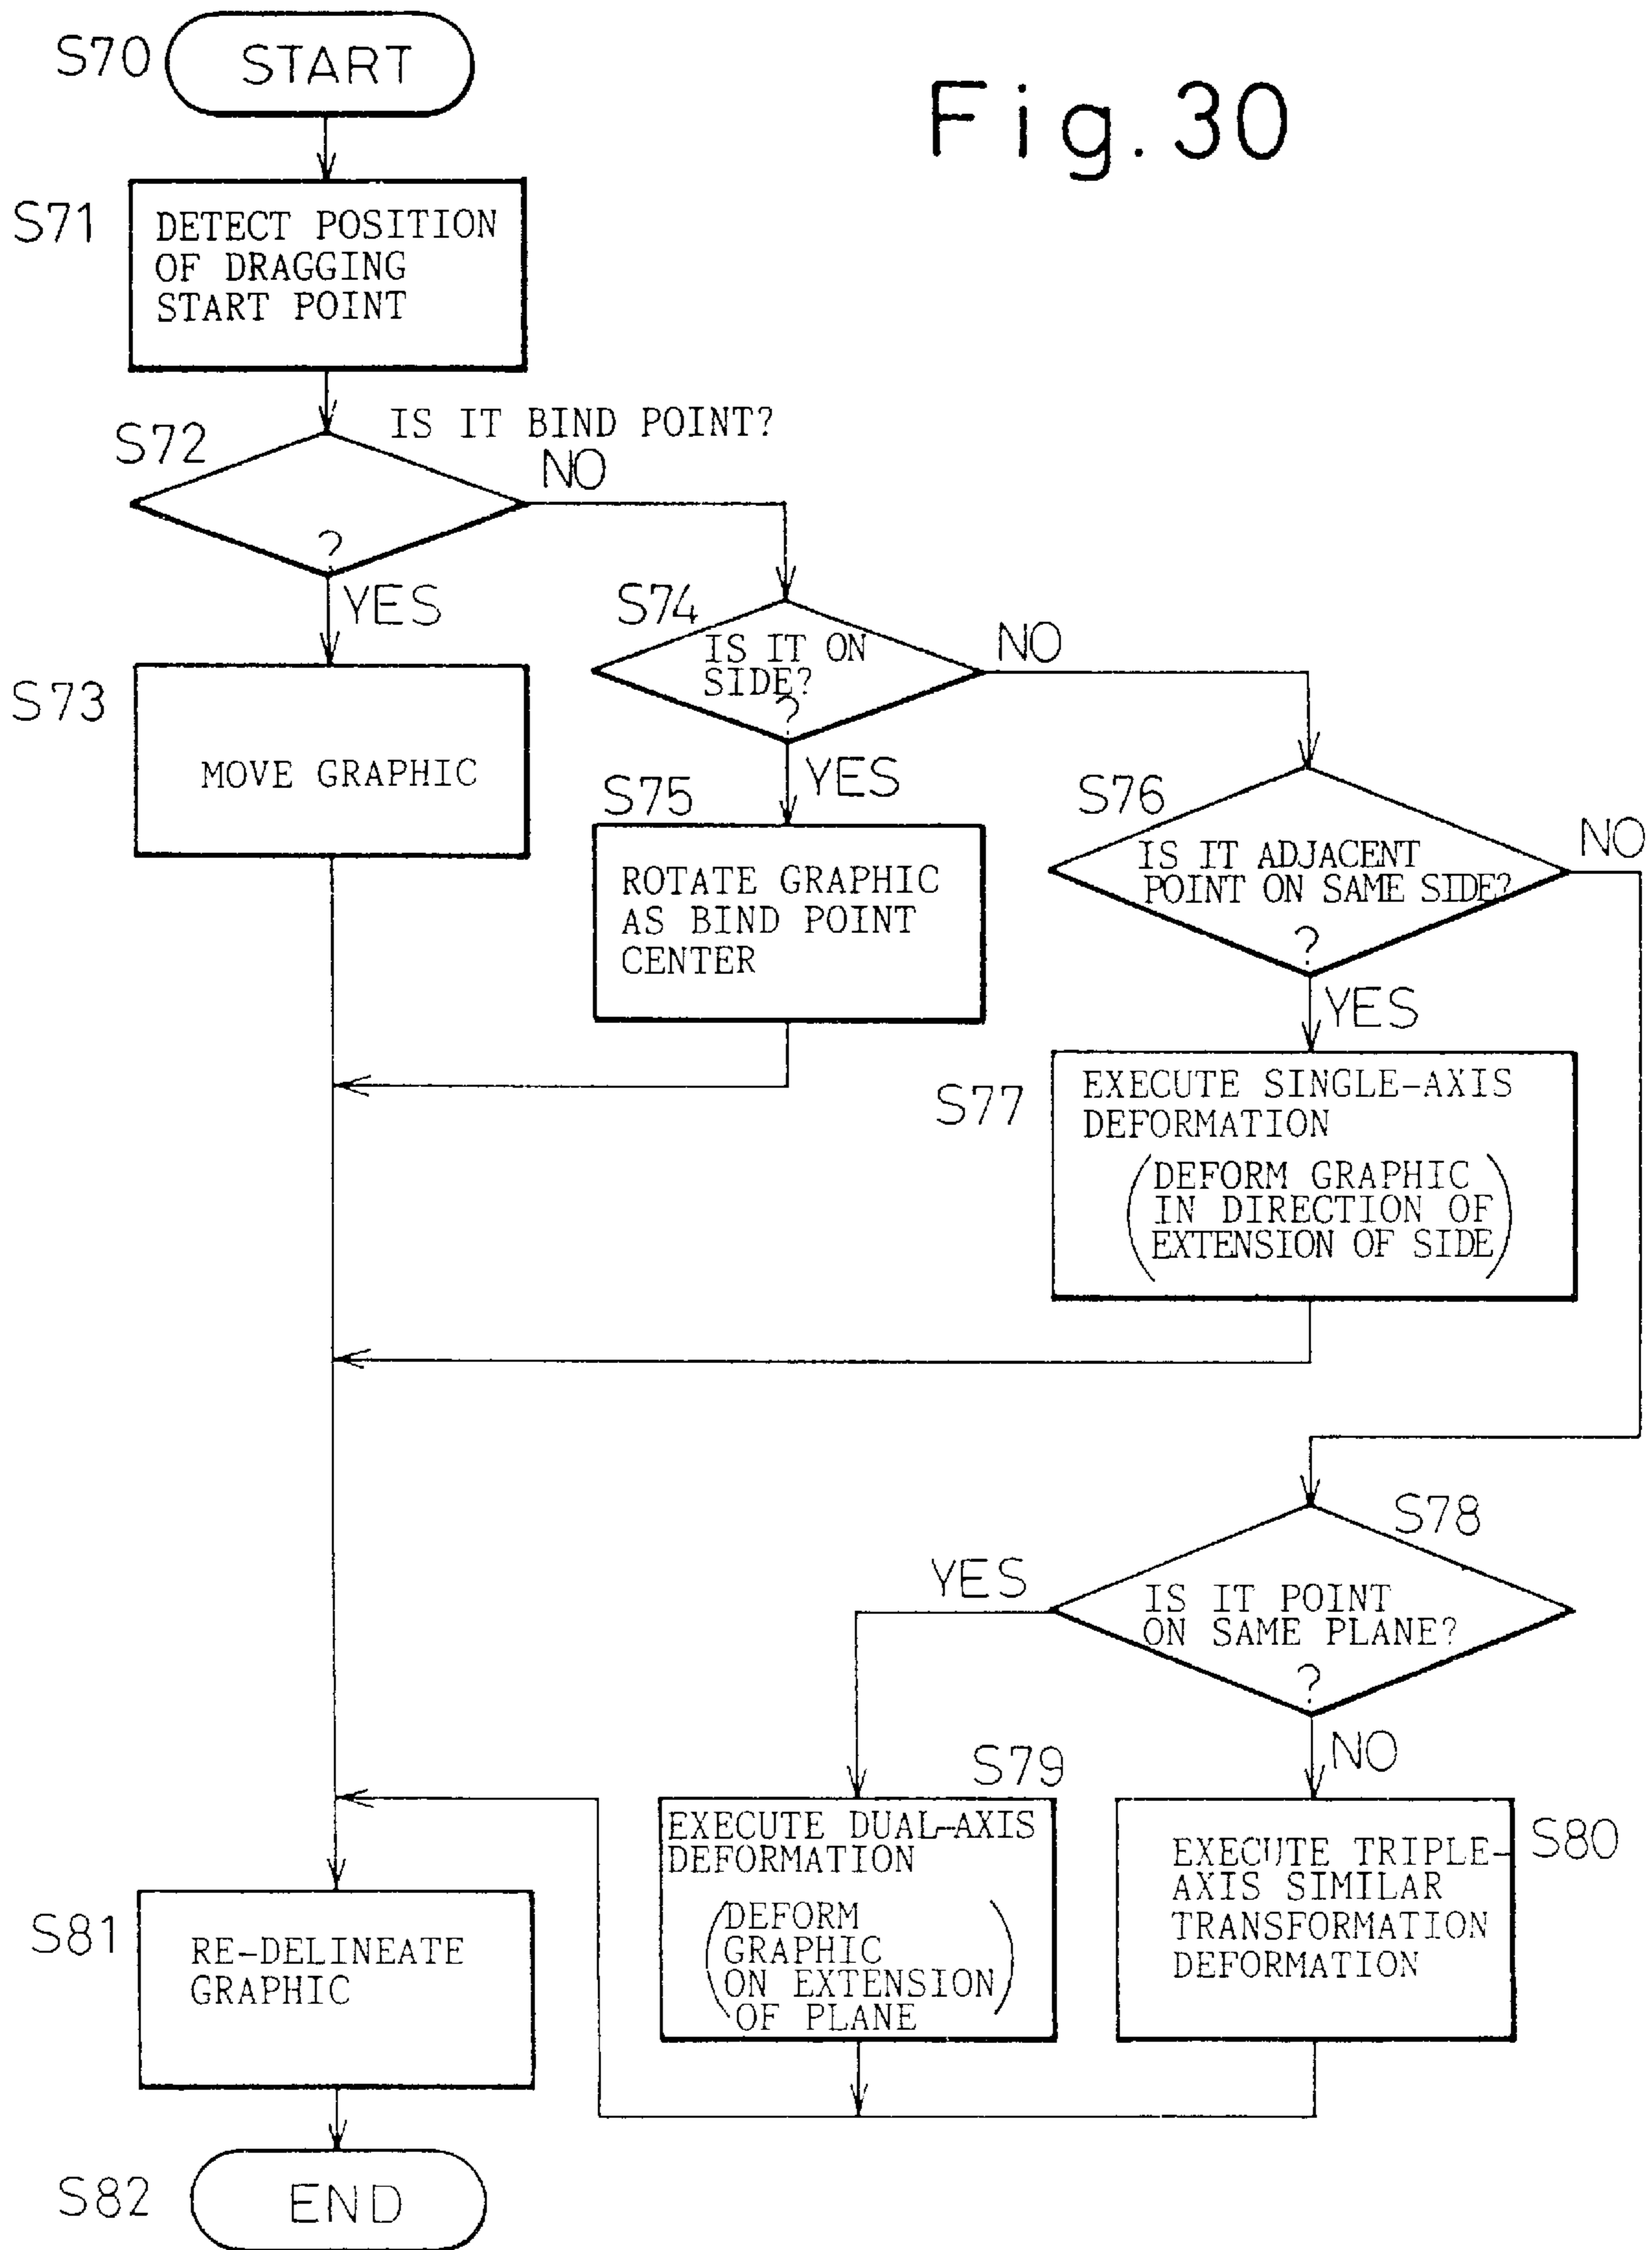 S70
START
Fig. 30
S71
DETECT POSITION
OF DRAGGING
START POINT
IS IT BIND POINT?
S72
NO
?
YES
S73
MOVE GRAPHIC
S74
IS IT ON
SIDE?
?
NO
YES
S75
ROTATE GRAPHIC
AS BIND POINT
CENTER
S76
IS IT ADJACENT
POINT ON SAME SIDE?
?
NO
YES
S77
EXECUTE SINGLE-AXIS
DEFORMATION
(DEFORM GRAPHIC
IN DIRECTION OF
EXTENSION OF SIDE)
S78
YES
IS IT POINT
ON SAME PLANE?
?
NO
S79
EXECUTE DUAL-AXIS
DEFORMATION
(DEFORM
GRAPHIC
ON EXTENSION
OF PLANE)
S80
EXECUTE TRIPLE-
AXIS SIMILAR
TRANSFORMATION
DEFORMATION
S81
RE-DELINEATE
GRAPHIC
S82
END